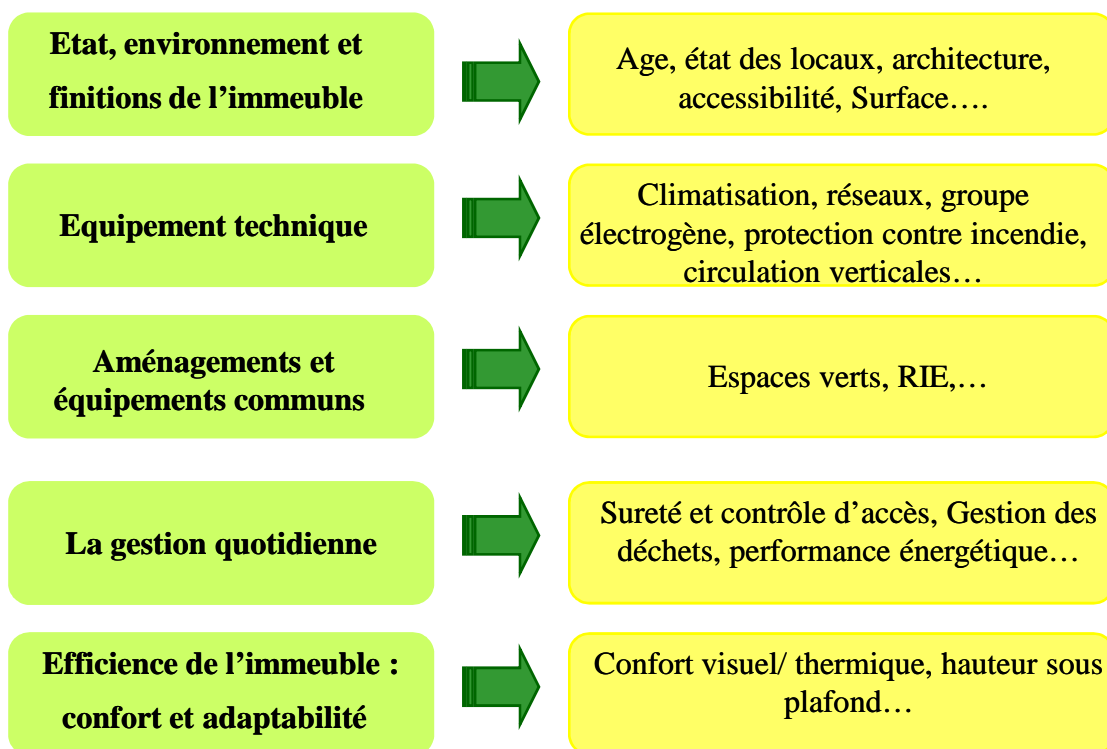 Etat, environnement et
finitions de l’immeuble
Age, état des locaux, architecture,
accessibilité, Surface….
Equipement technique
Climatisation, réseaux, groupe
électrogène, protection contre incendie,
circulation verticales…
Aménagements et
équipements communs
Espaces verts, RIE,…
La gestion quotidienne
Sureté et contrôle d’accès, Gestion des
déchets, performance énergétique…
Efficience de l’immeuble :
confort et adaptabilité
Confort visuel/ thermique, hauteur sous
plafond…